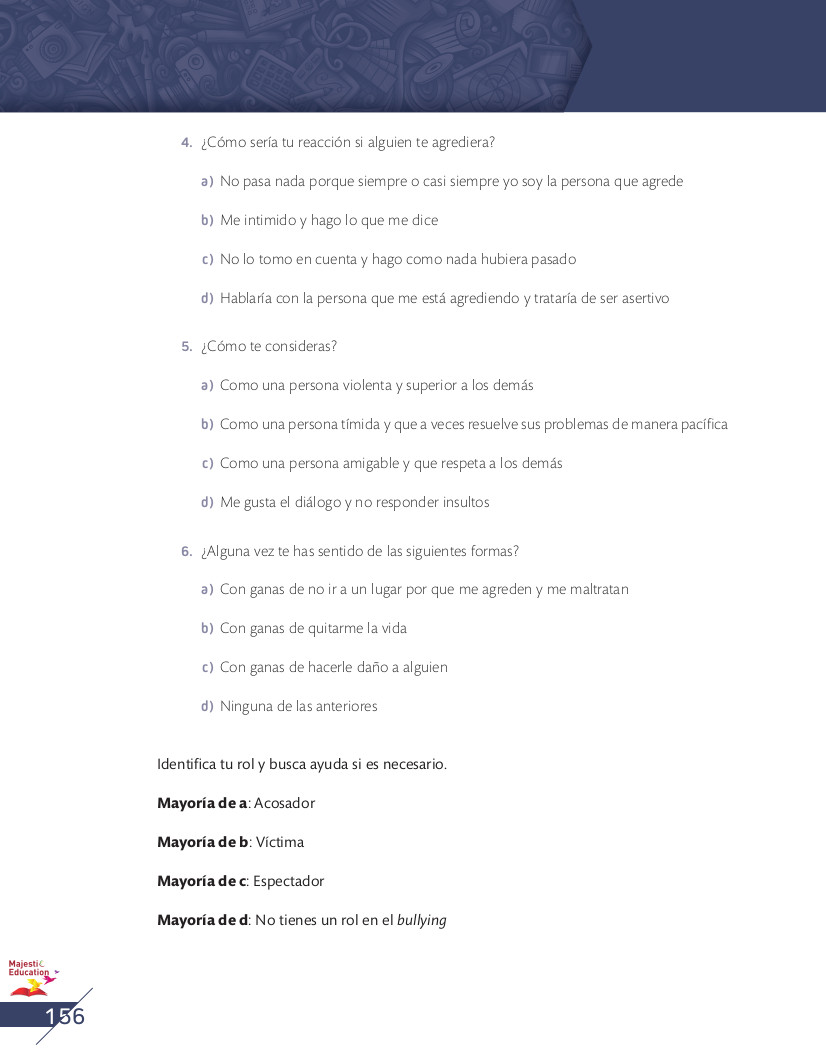 4. ¿Cómo sería tu reacción si alguien te agrediera?
a) No pasa nada porque siempre o casi siempre yo soy la persona que agrede
b) Me intimido y hago lo que me dice
c) No lo tomo en cuenta y hago como nada hubiera pasado
d) Hablaría con la persona que me está agrediendo y trataría de ser asertivo
5. ¿Cómo te consideras?
a) Como una persona violenta y superior a los demás
b) Como una persona tímida y que a veces resuelve sus problemas de manera pacífica
c) Como una persona amigable y que respeta a los demás
d) Me gusta el diálogo y no responder insultos
6. ¿Alguna vez te has sentido de las siguientes formas?
a) Con ganas de no ir a un lugar por que me agreden y me maltratan
b) Con ganas de quitarme la vida
c) Con ganas de hacerle daño a alguien
d) Ninguna de las anteriores
Identifica tu rol y busca ayuda si es necesario.
Mayoría de a: Acosador
Mayoría de b: Víctima
Mayoría de c: Espectador
Mayoría de d: No tienes un rol en el bullying
Majestic
Education
156